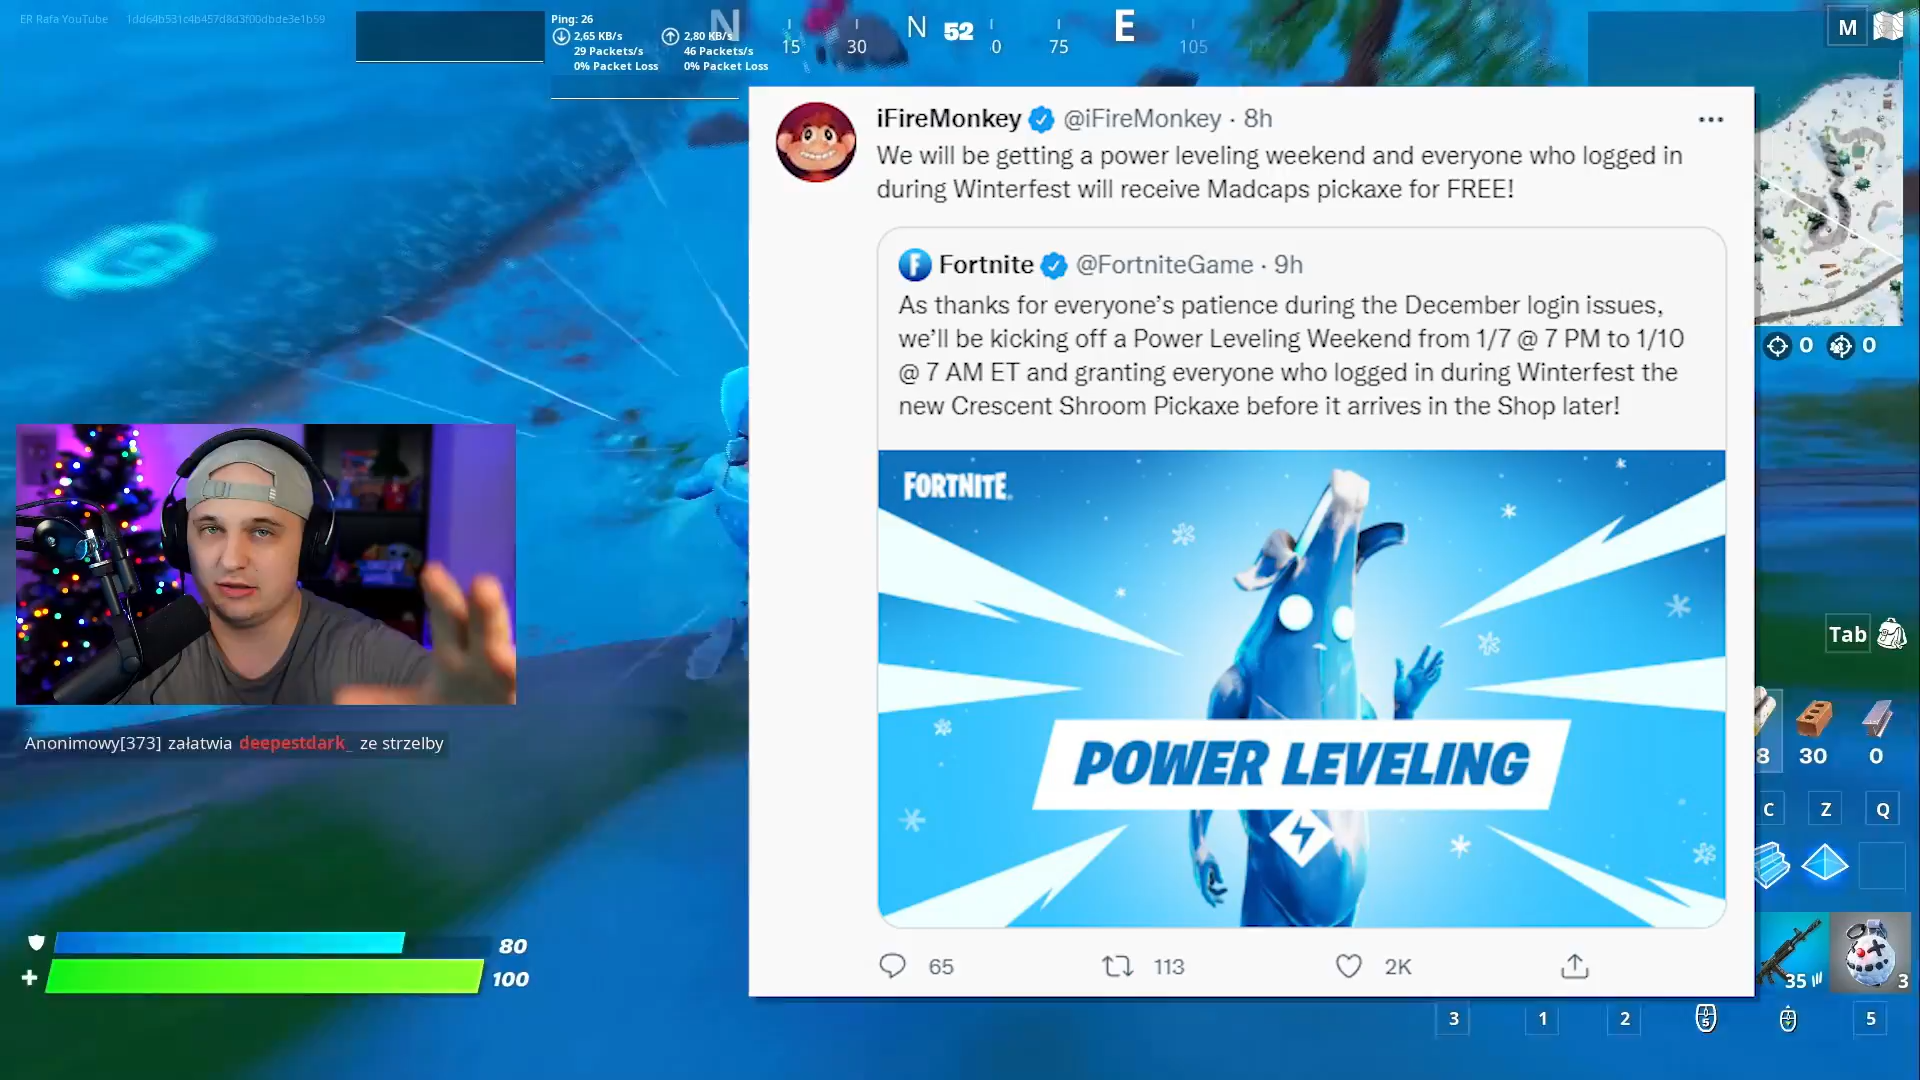 ER Rafa YouTube 1dd64b531c4b457d8d3f00dbde3e1b59
Ping: 26
2,65 KB/s 2,80 KB/s
29 Packets/s 46 Packets/s
0% Packet Loss 0% Packet Loss
N 15 30 N 52 0 75 E 105
M
iFireMonkey @iFireMonkey · 8h
We will be getting a power leveling weekend and everyone who logged in
during Winterfest will receive Madcaps pickaxe for FREE!
Fortnite @FortniteGame · 9h
As thanks for everyone’s patience during the December login issues,
we’ll be kicking off a Power Leveling Weekend from 1/7 @ 7 PM to 1/10
@ 7 AM ET and granting everyone who logged in during Winterfest the
new Crescent Shroom Pickaxe before it arrives in the Shop later!
FORTNITE
POWER LEVELING
65 113 2K
0 0
Tab
8 30 0
C Z Q
35 3
3 1 2 5 5
Anonimowy[373] załatwia deepestdark_ ze strzelby
80
100